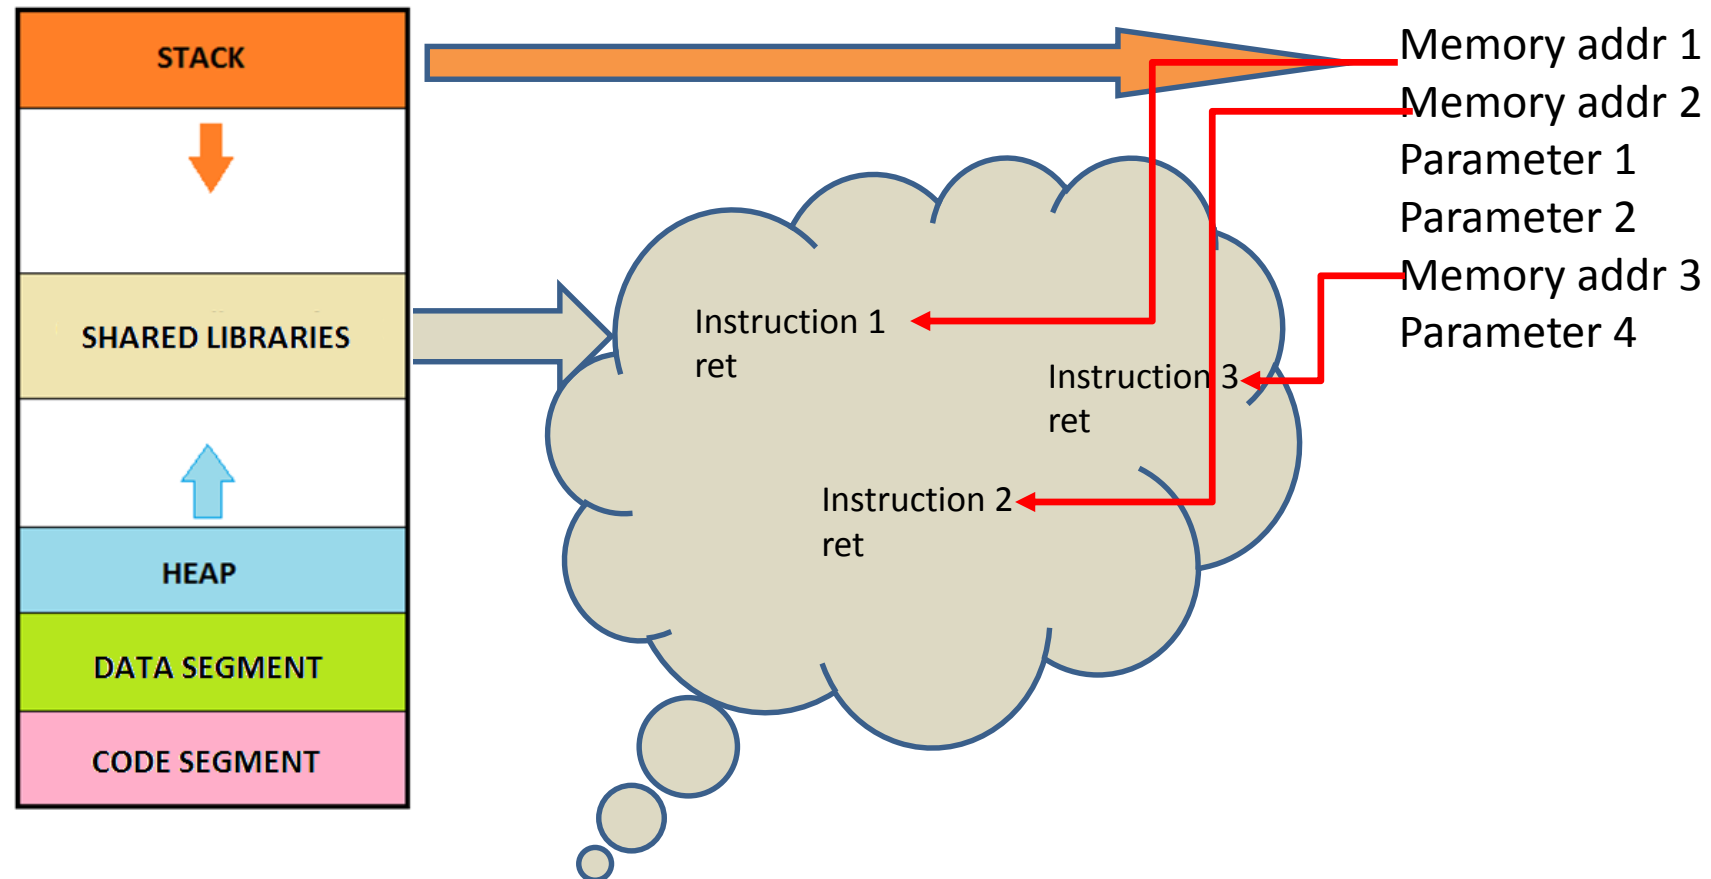 STACK
SHARED LIBRARIES
HEAP
DATA SEGMENT
CODE SEGMENT
Instruction 1
ret
Instruction 3
ret
Instruction 2
ret
Memory addr 1
Memory addr 2
Parameter 1
Parameter 2
Memory addr 3
Parameter 4